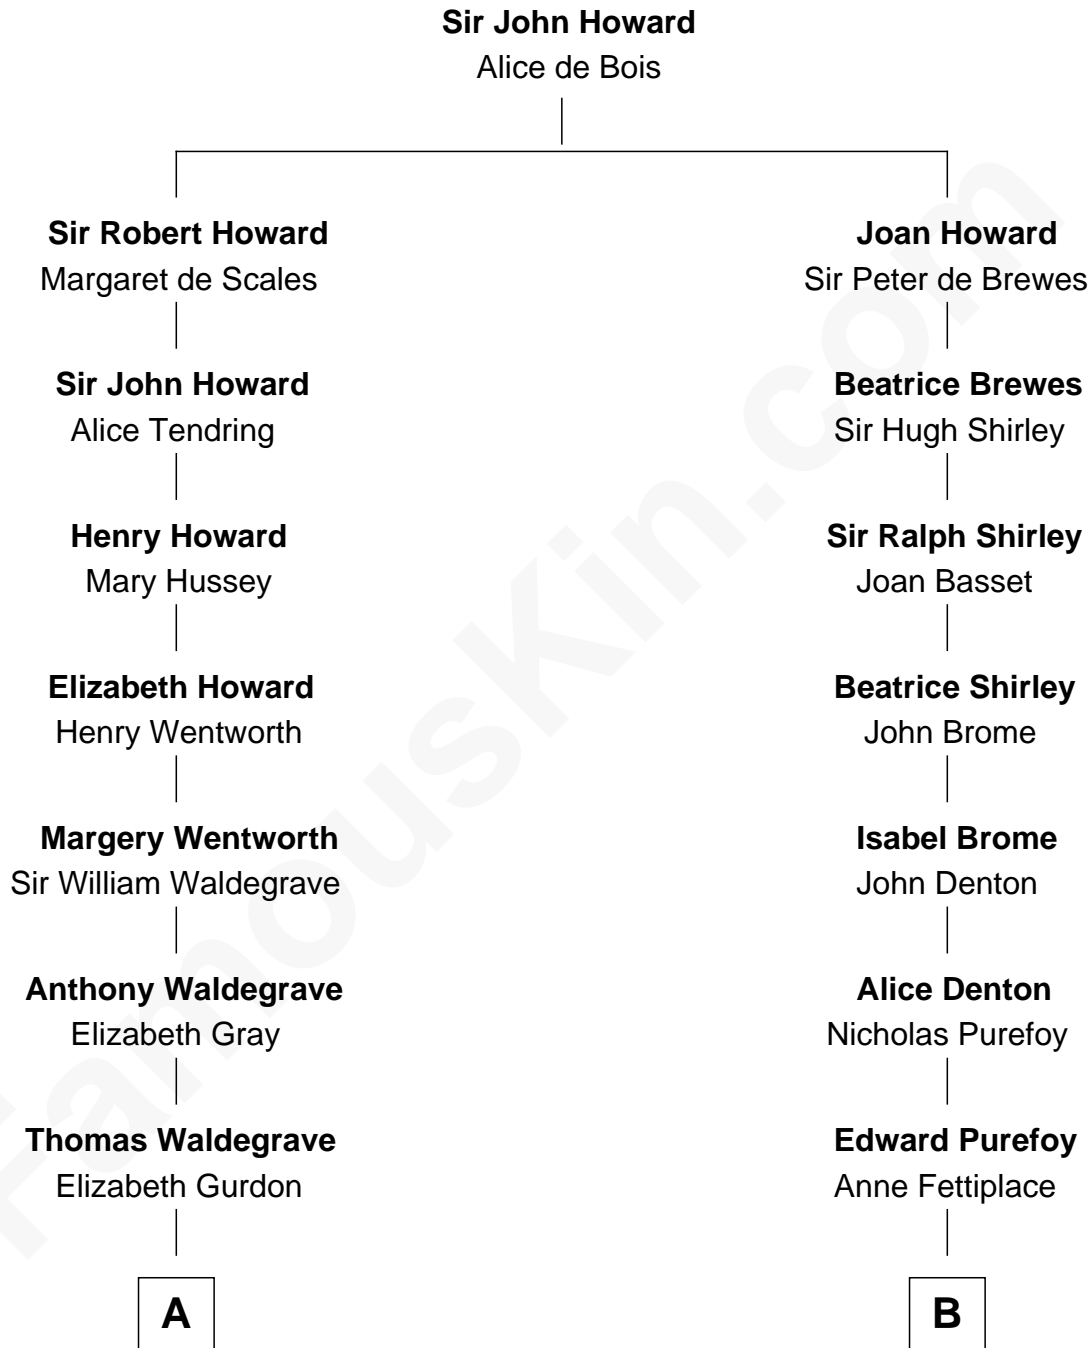 Sir John Howard
Alice de Bois
Sir Robert Howard
Margaret de Scales
Joan Howard
Sir Peter de Brewes
Sir John Howard
Alice Tendring
Beatrice Brewes
Sir Hugh Shirley
Henry Howard
Mary Hussey
Sir Ralph Shirley
Joan Basset
Elizabeth Howard
Henry Wentworth
Beatrice Shirley
John Brome
Margery Wentworth
Sir William Waldegrave
Isabel Brome
John Denton
Anthony Waldegrave
Elizabeth Gray
Alice Denton
Nicholas Purefoy
Thomas Waldegrave
Elizabeth Gurdon
Edward Purefoy
Anne Fettiplace
A
B
FamousKin.com